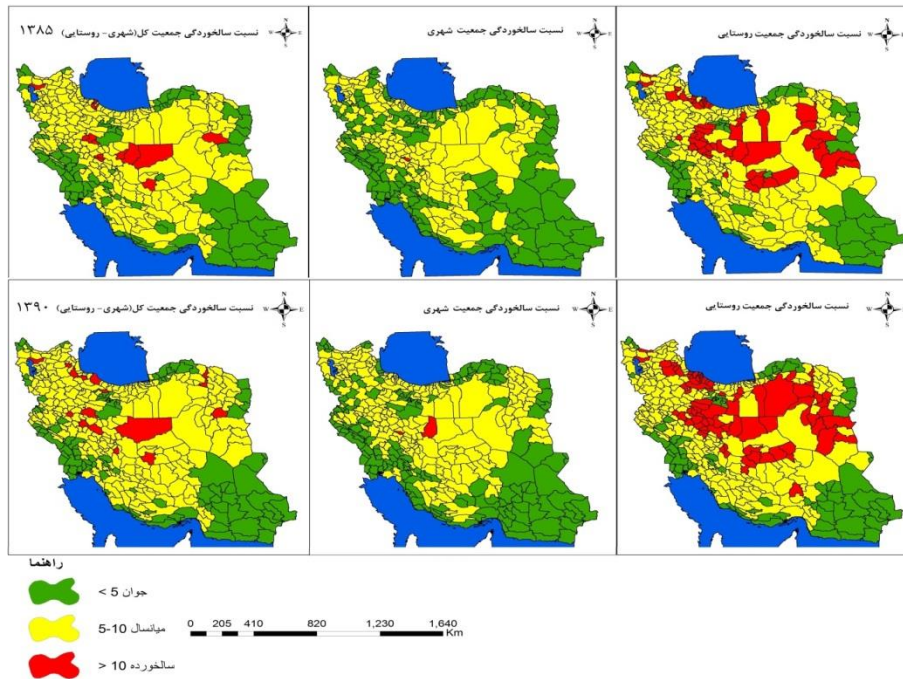 نسبت سالخوردگی جمعیت کل(شهری - روستایی) ۱۳۸۵
N
W E
S
نسبت سالخوردگی جمعیت شهری
N
W E
S
نسبت سالخوردگی جمعیت روستایی
N
W E
S
نسبت سالخوردگی جمعیت کل(شهری - روستایی) ۱۳۹۰
N
W E
S
نسبت سالخوردگی جمعیت شهری
N
W E
S
نسبت سالخوردگی جمعیت روستایی
N
W E
S
راهنما
جوان 5 >
میانسال 10-5
سالخورده 10 <
0 205 410 820 1,230 1,640
Km